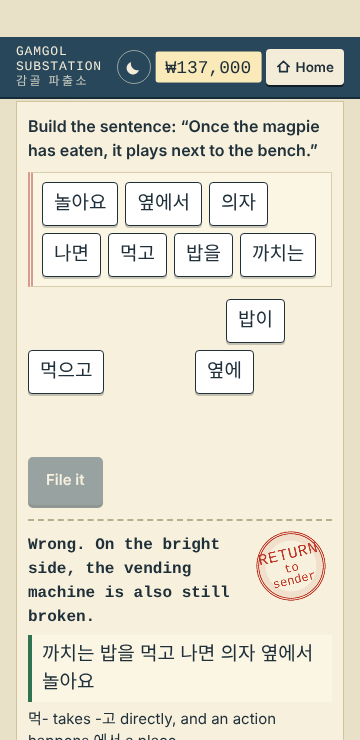 GAMGOL
SUBSTATION
감골 파출소
₩137,000
Home
Build the sentence: “Once the magpie
has eaten, it plays next to the bench.”
놀아요 옆에서 의자
나면 먹고 밥을 까치는
밥이
먹으고 옆에
File it
Wrong. On the bright
side, the vending
machine is also still
broken.
RETURN
to
sender
까치는 밥을 먹고 나면 의자 옆에서
놀아요
먹- takes -고 directly, and an action
happens 에서 a place